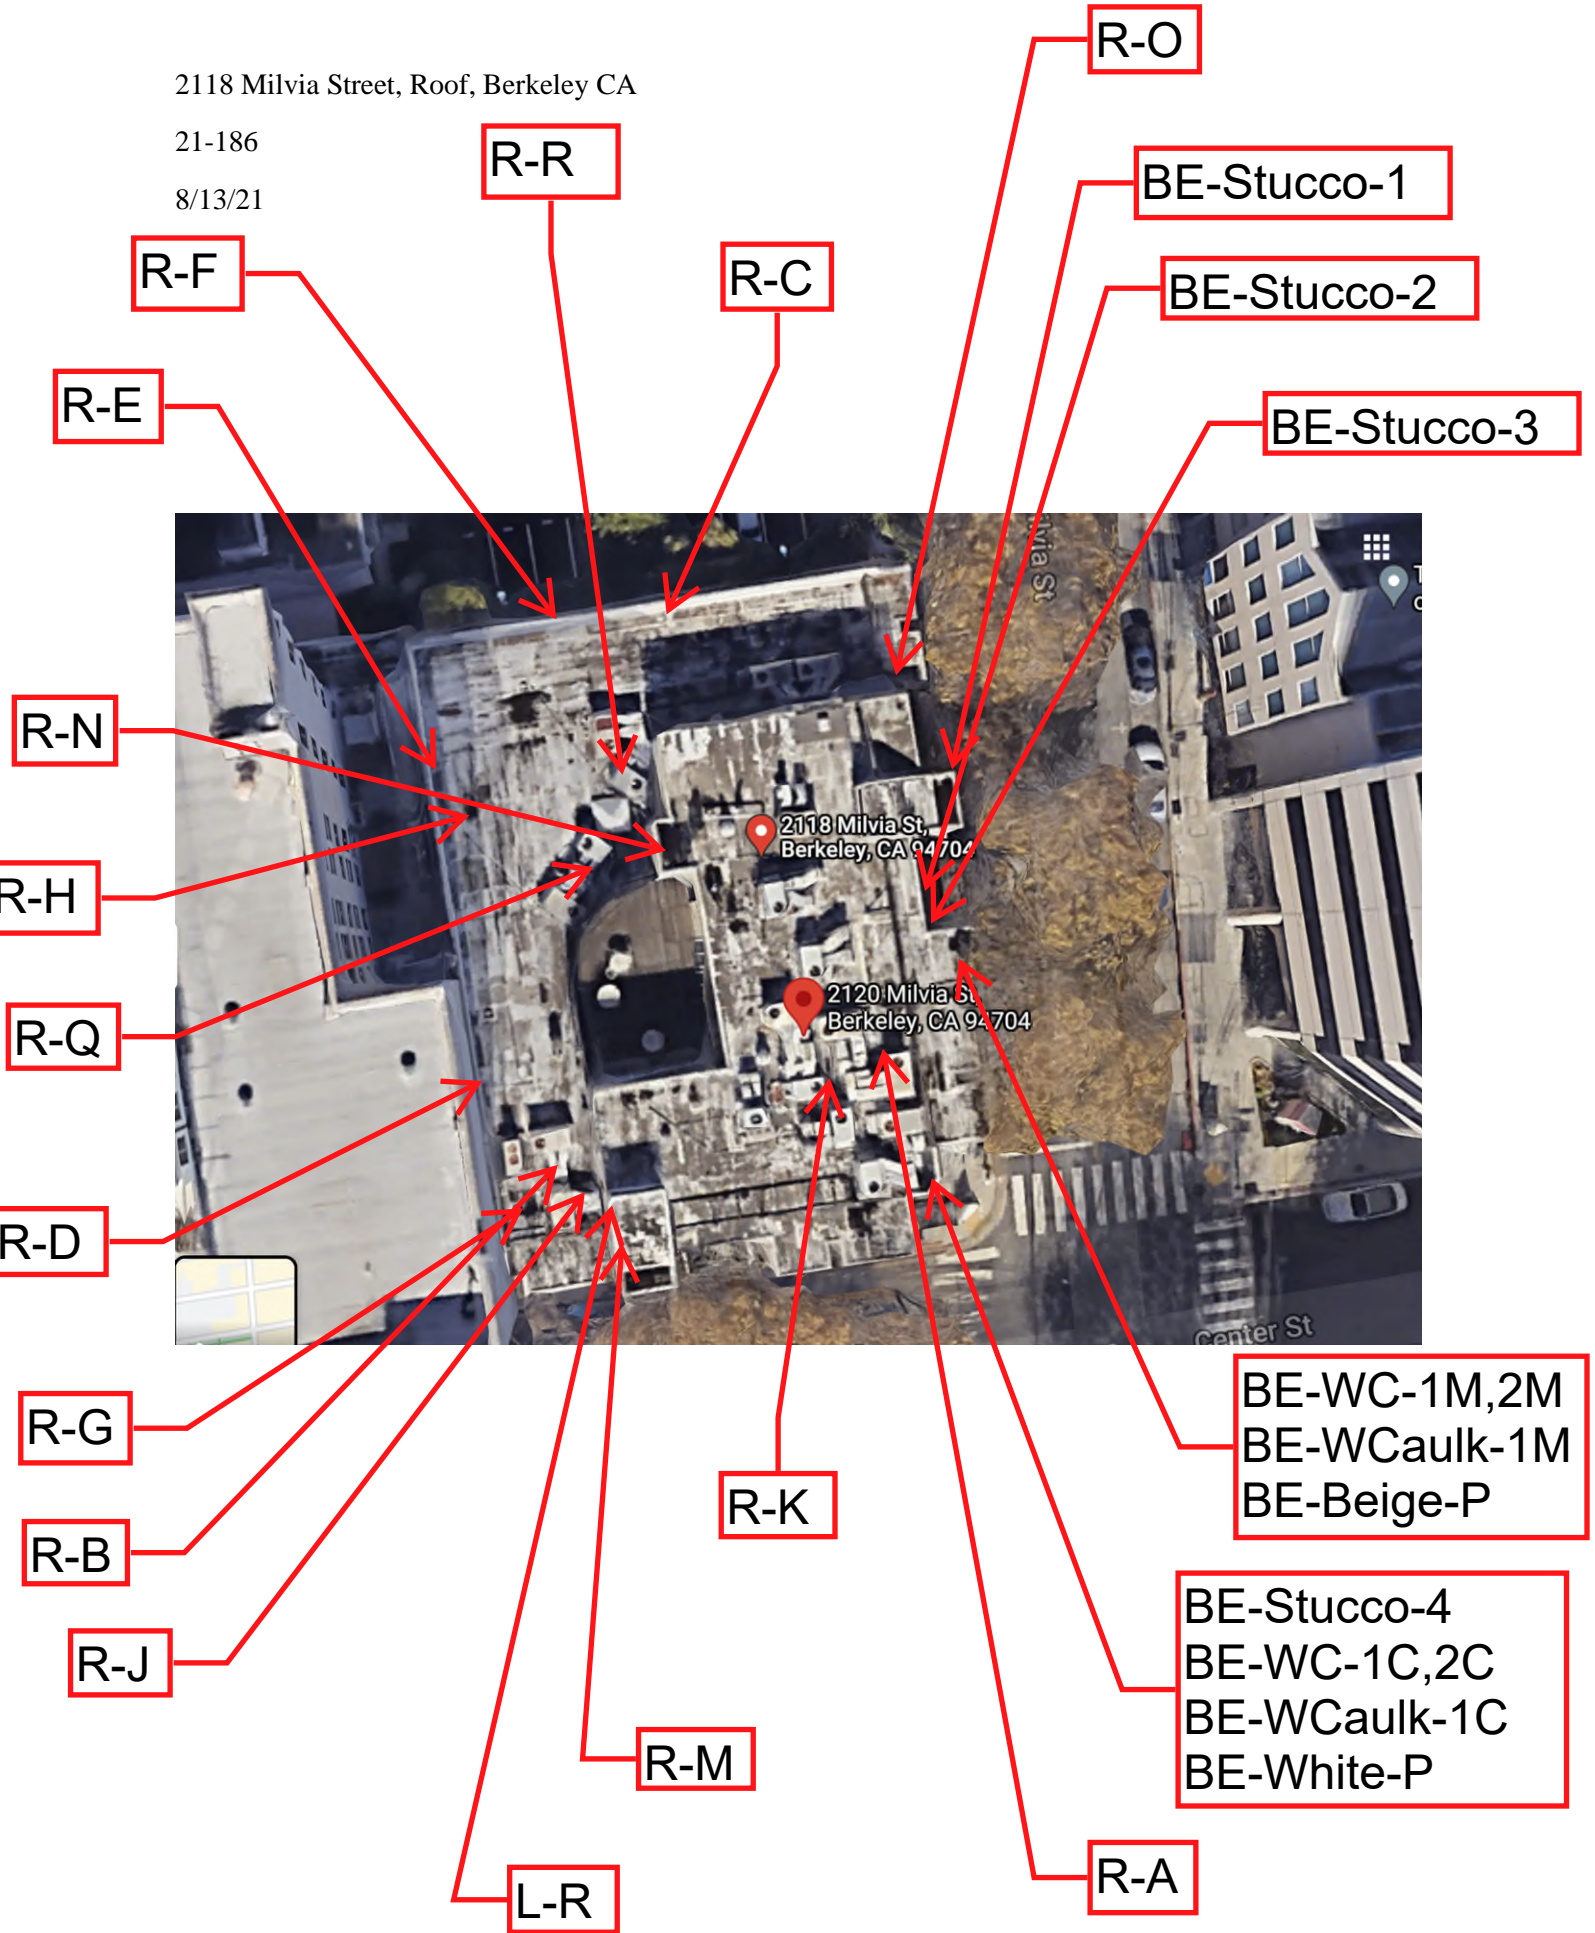 R-O
2118 Milvia Street, Roof, Berkeley CA
21-186
R-R
8/13/21
BE-Stucco-1
R-F
R-C
BE-Stucco-2
R-E
BE-Stucco-3
lvia St
R-N
2118 Milvia St,
Berkeley, CA 94704
R-H
2120 Milvia St,
Berkeley, CA 94704
R-Q
R-D
Center St
R-G
BE-WC-1M,2M
BE-WCaulk-1M
BE-Beige-P
R-K
R-B
BE-Stucco-4
BE-WC-1C,2C
BE-WCaulk-1C
BE-White-P
R-J
R-M
R-A
L-R